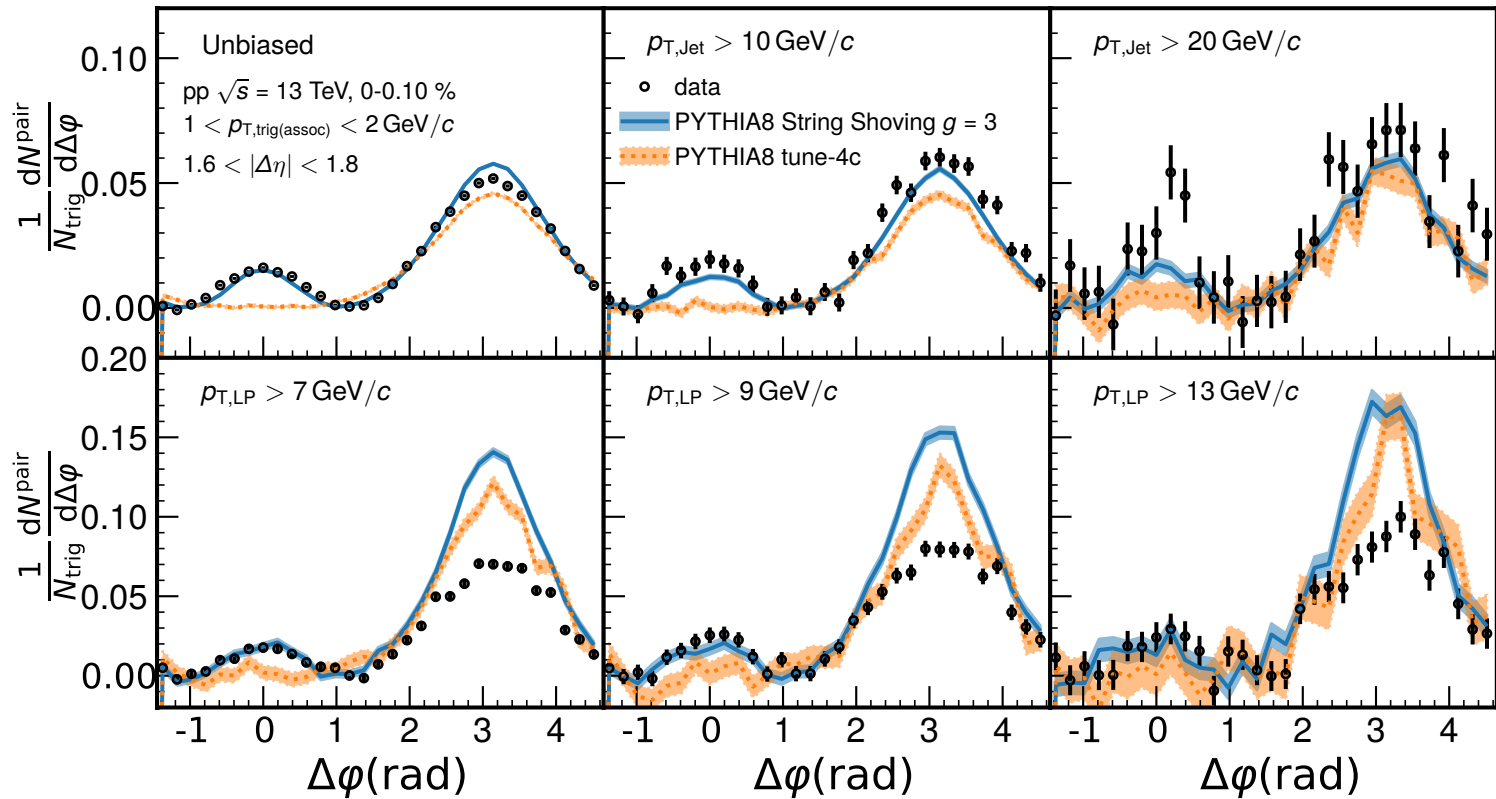 Unbiased
pp √s = 13 TeV, 0-0.10 %
1 < pT,trig(assoc) < 2 GeV/c
1.6 < |Δη| < 1.8
pT,Jet > 10 GeV/c
data
PYTHIA8 String Shoving g = 3
PYTHIA8 tune-4c
pT,Jet > 20 GeV/c
1/Ntrig dNpair/dΔφ
0.10
0.05
0.00
pT,LP > 7 GeV/c
pT,LP > 9 GeV/c
pT,LP > 13 GeV/c
1/Ntrig dNpair/dΔφ
0.20
0.15
0.10
0.05
0.00
-1 0 1 2 3 4
-1 0 1 2 3 4
-1 0 1 2 3 4
Δφ(rad)
Δφ(rad)
Δφ(rad)